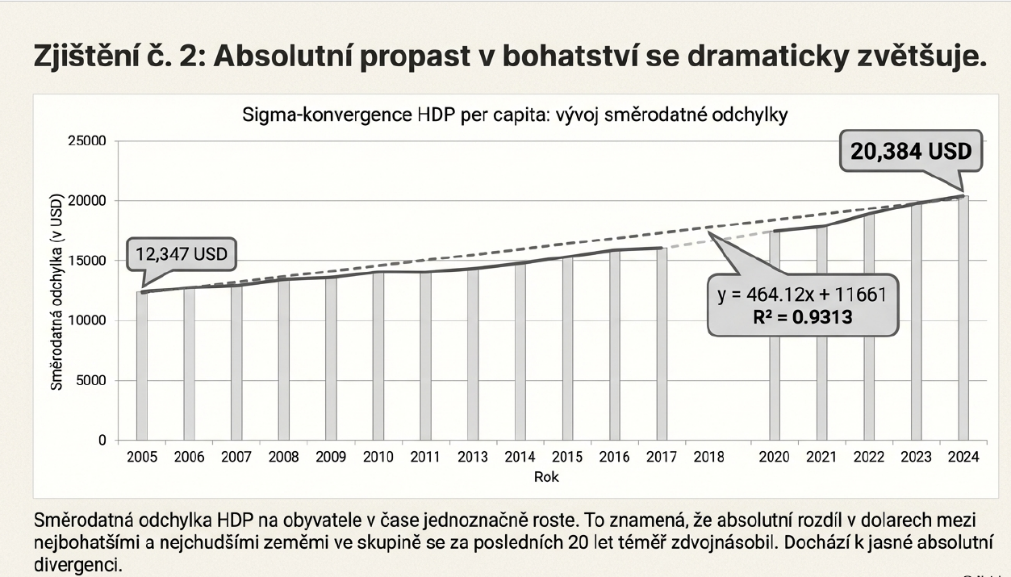 Zjištění č. 2: Absolutní propast v bohatství se dramaticky zvětšuje.
Sigma-konvergence HDP per capita: vývoj směrodatné odchylky
Směrodatná odchylka (v USD)
25000
20000
15000
10000
5000
0
12,347 USD
20,384 USD
y = 464.12x + 11661
R² = 0.9313
2005 2006 2007 2008 2009 2010 2011 2013 2014 2015 2016 2017 2018 2020 2021 2022 2023 2024
Rok
Směrodatná odchylka HDP na obyvatele v čase jednoznačně roste. To znamená, že absolutní rozdíl v dolarech mezi
nejbohatšími a nejchudšími zeměmi ve skupině se za posledních 20 let téměř zdvojnásobil. Dochází k jasné absolutní
divergenci.